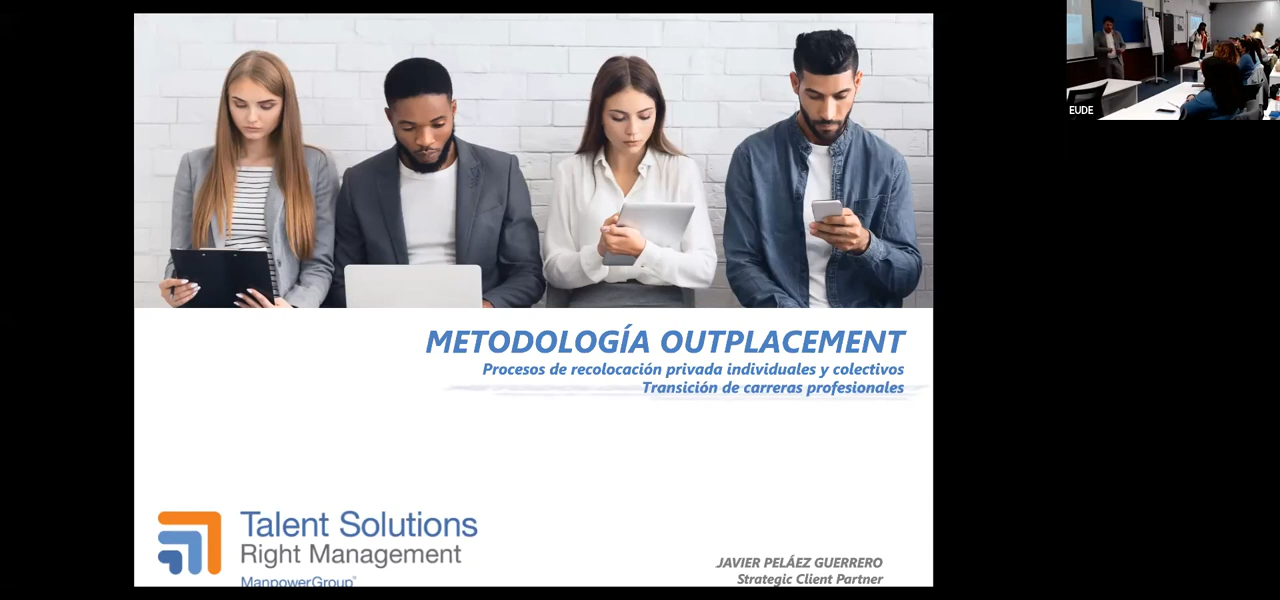 EUDE
METODOLOGÍA OUTPLACEMENT
Procesos de recolocación privada individuales y colectivos
Transición de carreras profesionales
Talent Solutions
Right Management
ManpowerGroup
JAVIER PELÁEZ GUERRERO
Strategic Client Partner